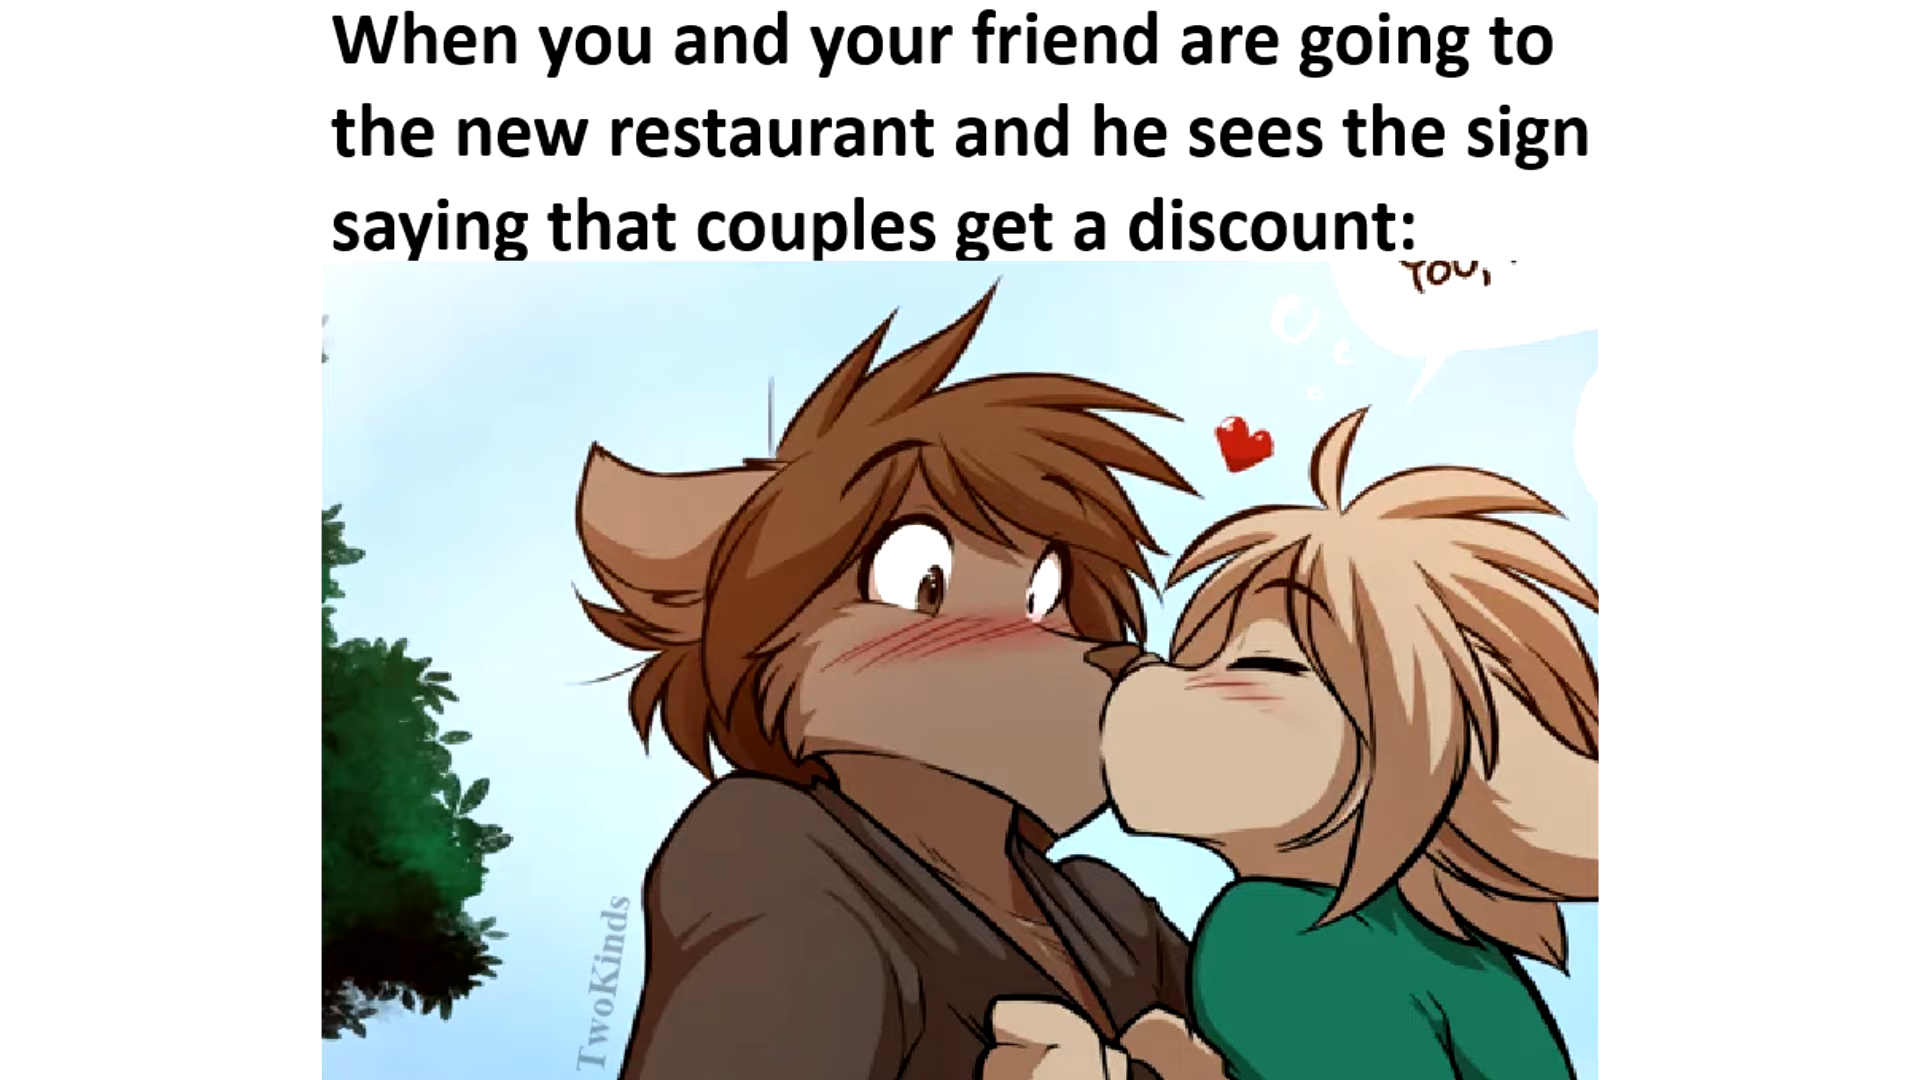 When you and your friend are going to
the new restaurant and he sees the sign
saying that couples get a discount:
YOU,
TwoKinds